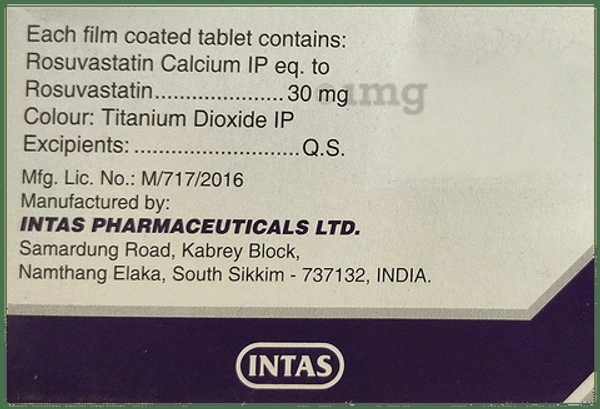 Each film coated tablet contains:
Rosuvastatin Calcium IP eq. to
Rosuvastatin......................30 mg
Colour: Titanium Dioxide IP
Excipients: ...........................Q.S.
Mfg. Lic. No.: M/717/2016
Manufactured by:
INTAS PHARMACEUTICALS LTD.
Samardung Road, Kabrey Block,
Namthang Elaka, South Sikkim - 737132, INDIA.
INTAS